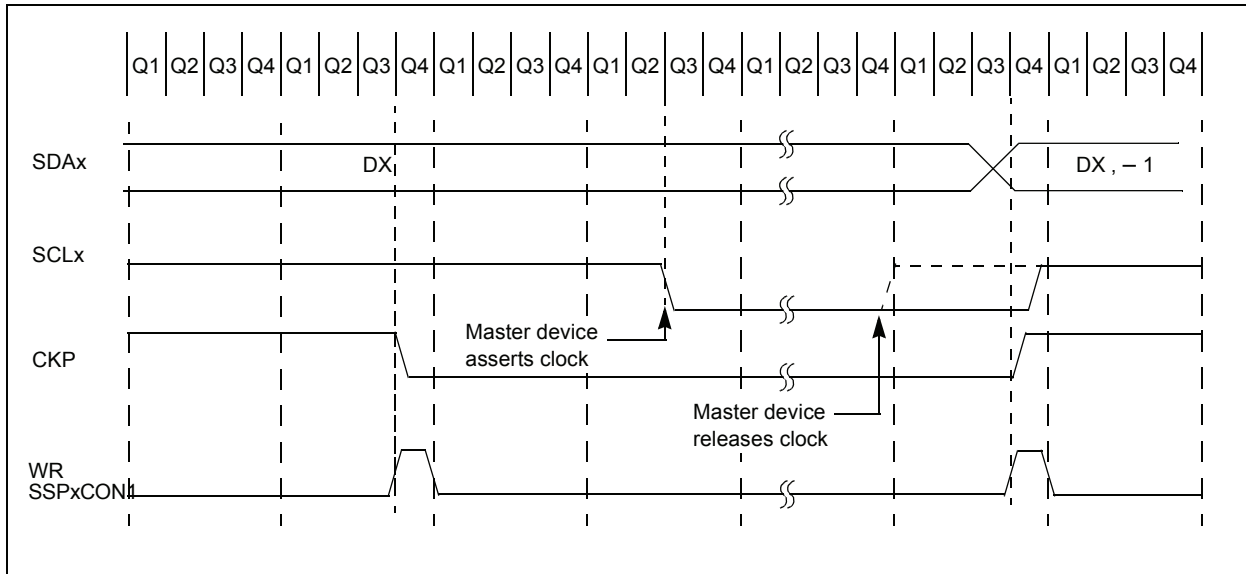 Q1 Q2 Q3 Q4 Q1 Q2 Q3 Q4 Q1 Q2 Q3 Q4 Q1 Q2 Q3 Q4 Q1 Q2 Q3 Q4 Q1 Q2 Q3 Q4 Q1 Q2 Q3 Q4
SDAx
DX
DX , – 1
SCLx
Master device
asserts clock
CKP
Master device
releases clock
WR
SSPxCON1